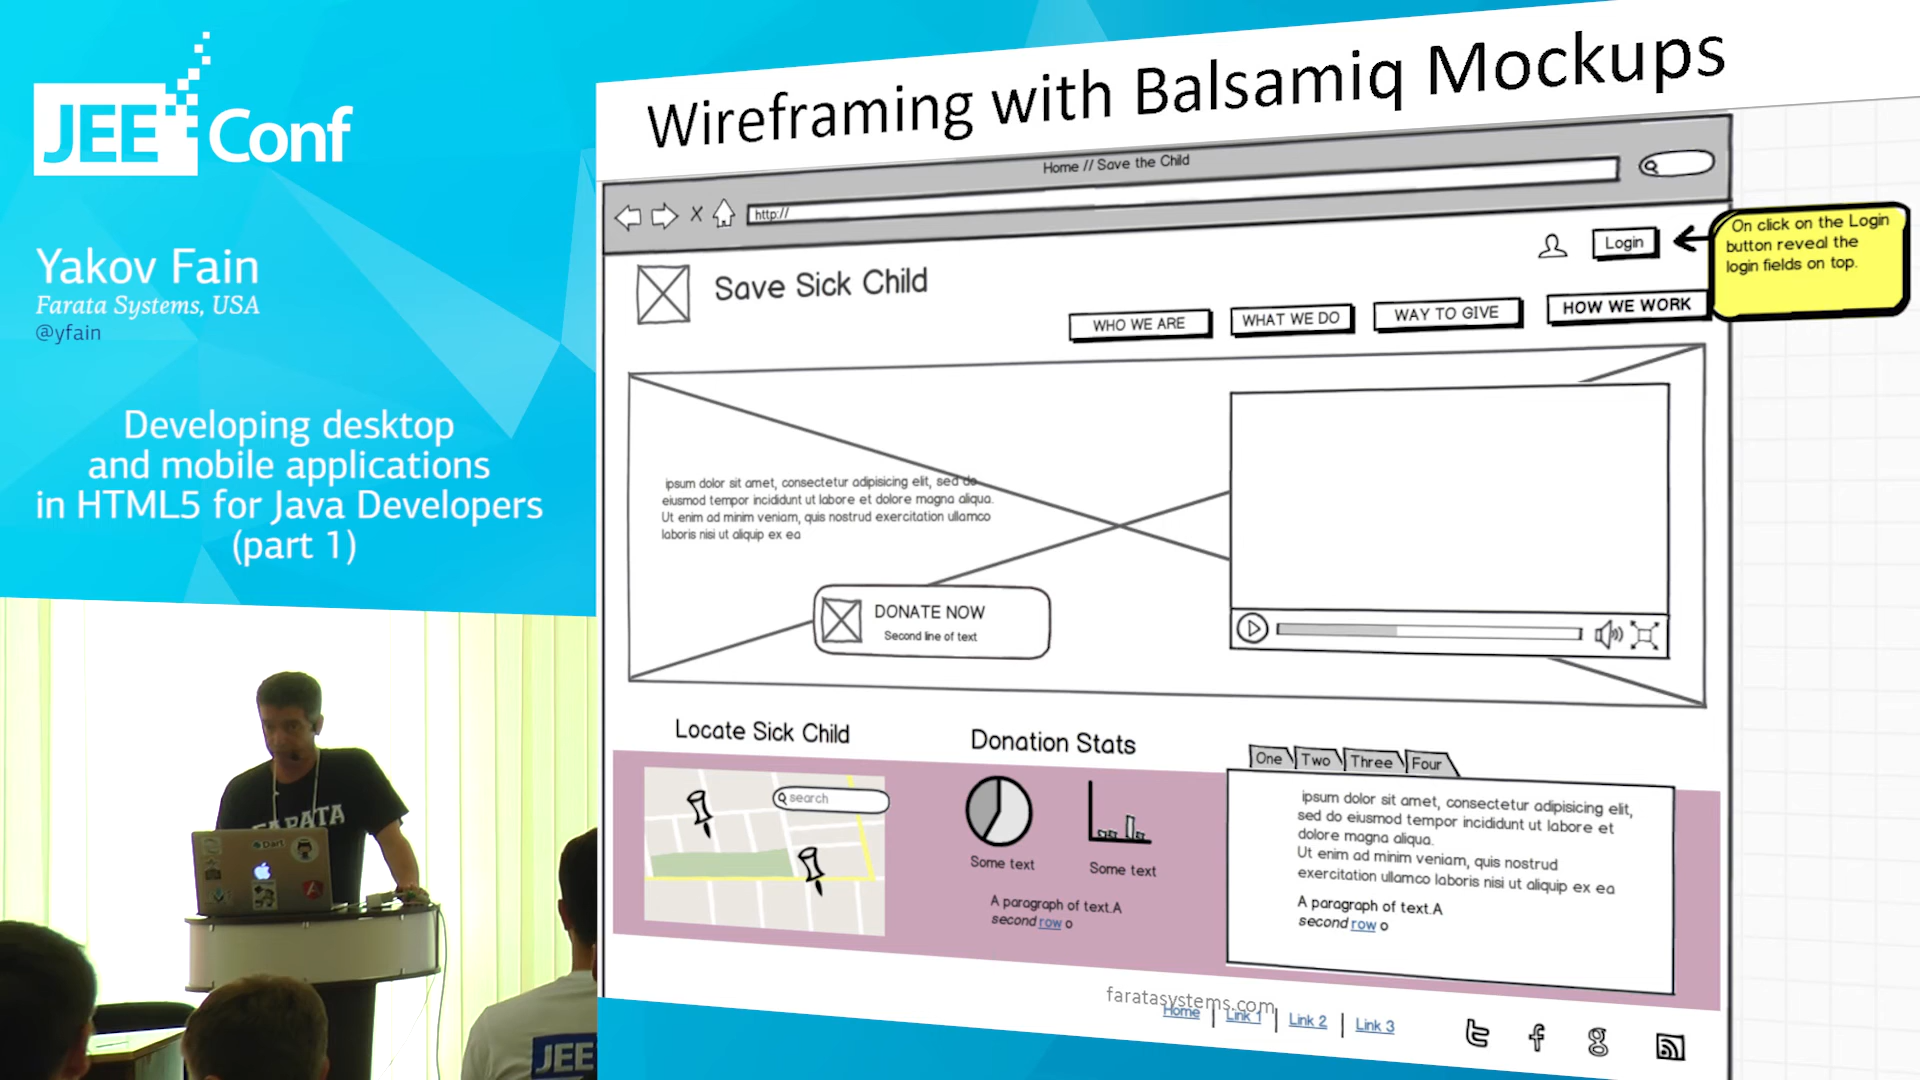 JEE Conf
Yakov Fain
Farata Systems, USA
@yfain
Developing desktop
and mobile applications
in HTML5 for Java Developers
(part 1)
Wireframing with Balsamiq Mockups
Home // Save the Child
http://
Login
On click on the Login
button reveal the
login fields on top.
Save Sick Child
WHO WE ARE
WHAT WE DO
WAY TO GIVE
HOW WE WORK
ipsum dolor sit amet, consectetur adipisicing elit, sed do
eiusmod tempor incididunt ut labore et dolore magna aliqua.
Ut enim ad minim veniam, quis nostrud exercitation ullamco
laboris nisi ut aliquip ex ea
DONATE NOW
Second line of text
Locate Sick Child
search
Donation Stats
Some text
Some text
A paragraph of text.A
second row o
One
Two
Three
Four
ipsum dolor sit amet, consectetur adipisicing elit,
sed do eiusmod tempor incididunt ut labore et
dolore magna aliqua.
Ut enim ad minim veniam, quis nostrud
exercitation ullamco laboris nisi ut aliquip ex ea
A paragraph of text.A
second row o
faratasystems.com
Home | Link 1 | Link 2 | Link 3
FARATA
Dart
JEE